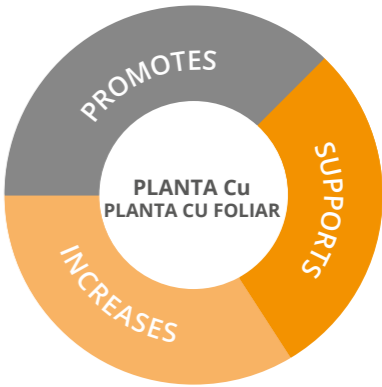 PROMOTES
SUPPORTS
PLANTA Cu
PLANTA CU FOLIAR
INCREASES